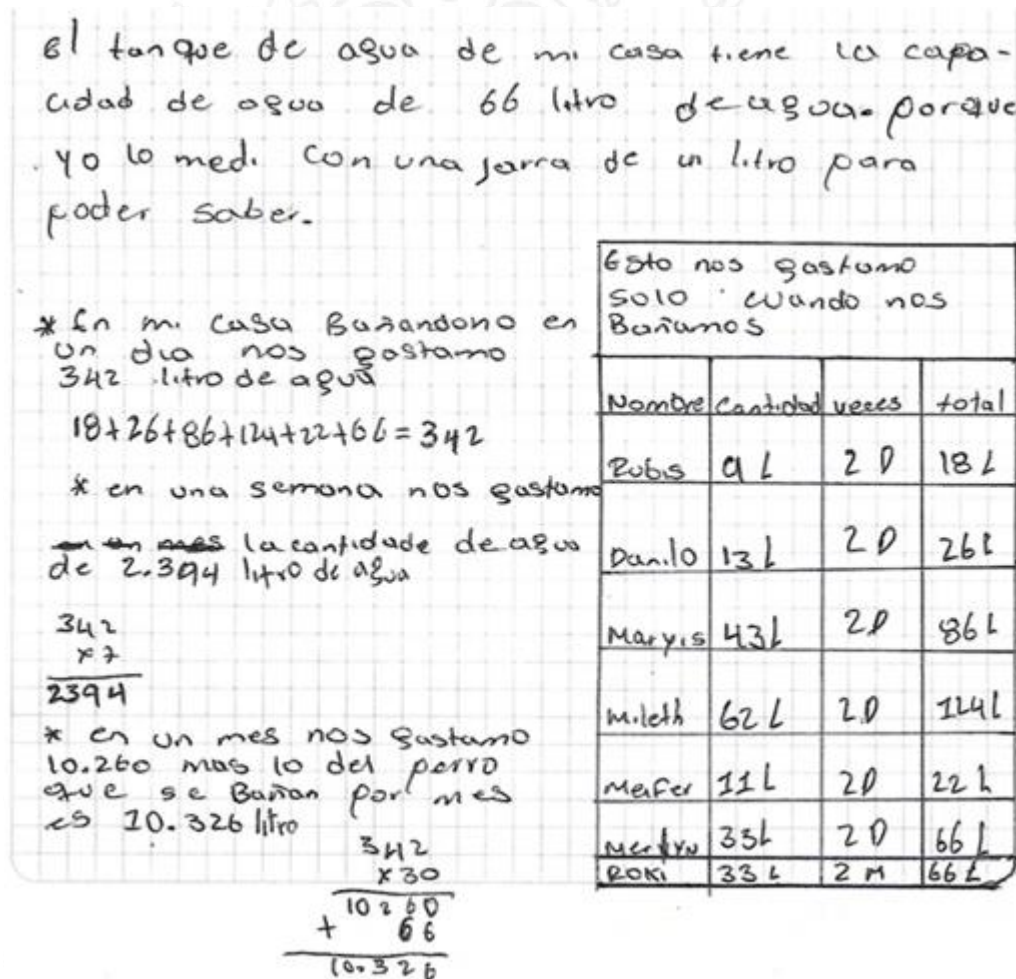 el tanque de agua de mi casa tiene la capa-
cidad de agua de 66 litro de agua. porque
yo lo medi con una jarra de un litro para
poder saber.
* En mi casa Bañandono en
un dia nos gastamo
342 litro de agua
18+26+86+124+22+66=342
* en una semana nos gastamo
la cantidade de agua
de 2.394 litro de agua
342
x7
2394
* en un mes nos gastamo
10.260 mas lo del perro
que se Bañan por mes
es 10.326 litro
342
x30
10260
+ 66
10.326
Esto nos gastamo
solo cuando nos
Bañamos
Nombre cantidad veces total
Rubis 9 L 2 D 18 L
Danilo 13 L 2 D 26 L
Maryis 43 L 2 D 86 L
Mileth 62 L 2 D 124 L
Meifer 11 L 2 D 22 L
33 L 2 D 66 L
ROKi 33 L 2 M 66 L